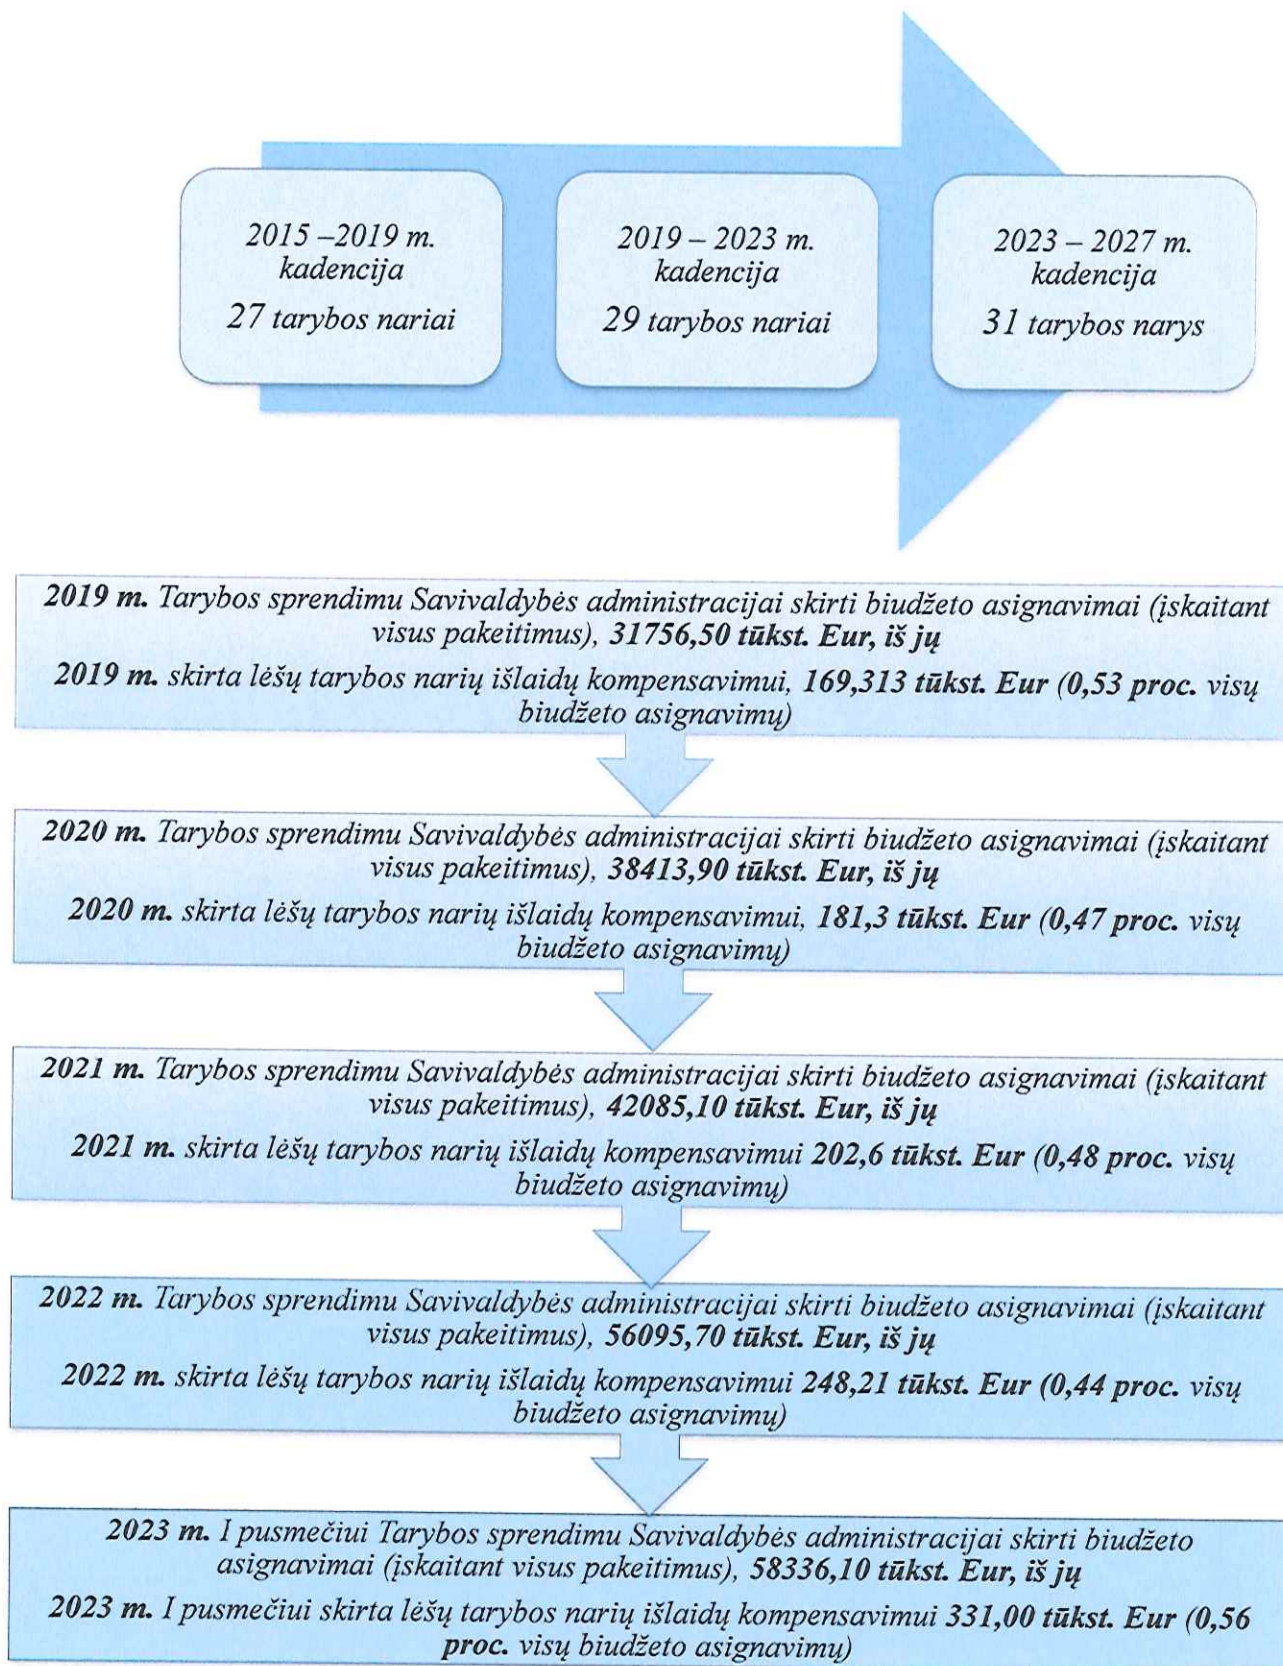 2015 –2019 m.
kadencija
27 tarybos nariai
2019 – 2023 m.
kadencija
29 tarybos nariai
2023 – 2027 m.
kadencija
31 tarybos narys
2019 m. Tarybos sprendimu Savivaldybės administracijai skirti biudžeto asignavimai (įskaitant
visus pakeitimus), 31756,50 tūkst. Eur, iš jų
2019 m. skirta lėšų tarybos narių išlaidų kompensavimui, 169,313 tūkst. Eur (0,53 proc. visų
biudžeto asignavimų)
2020 m. Tarybos sprendimu Savivaldybės administracijai skirti biudžeto asignavimai (įskaitant
visus pakeitimus), 38413,90 tūkst. Eur, iš jų
2020 m. skirta lėšų tarybos narių išlaidų kompensavimui, 181,3 tūkst. Eur (0,47 proc. visų
biudžeto asignavimų)
2021 m. Tarybos sprendimu Savivaldybės administracijai skirti biudžeto asignavimai (įskaitant
visus pakeitimus), 42085,10 tūkst. Eur, iš jų
2021 m. skirta lėšų tarybos narių išlaidų kompensavimui 202,6 tūkst. Eur (0,48 proc. visų
biudžeto asignavimų)
2022 m. Tarybos sprendimu Savivaldybės administracijai skirti biudžeto asignavimai (įskaitant
visus pakeitimus), 56095,70 tūkst. Eur, iš jų
2022 m. skirta lėšų tarybos narių išlaidų kompensavimui 248,21 tūkst. Eur (0,44 proc. visų
biudžeto asignavimų)
2023 m. I pusmečiui Tarybos sprendimu Savivaldybės administracijai skirti biudžeto
asignavimai (įskaitant visus pakeitimus), 58336,10 tūkst. Eur, iš jų
2023 m. I pusmečiui skirta lėšų tarybos narių išlaidų kompensavimui 331,00 tūkst. Eur (0,56
proc. visų biudžeto asignavimų)